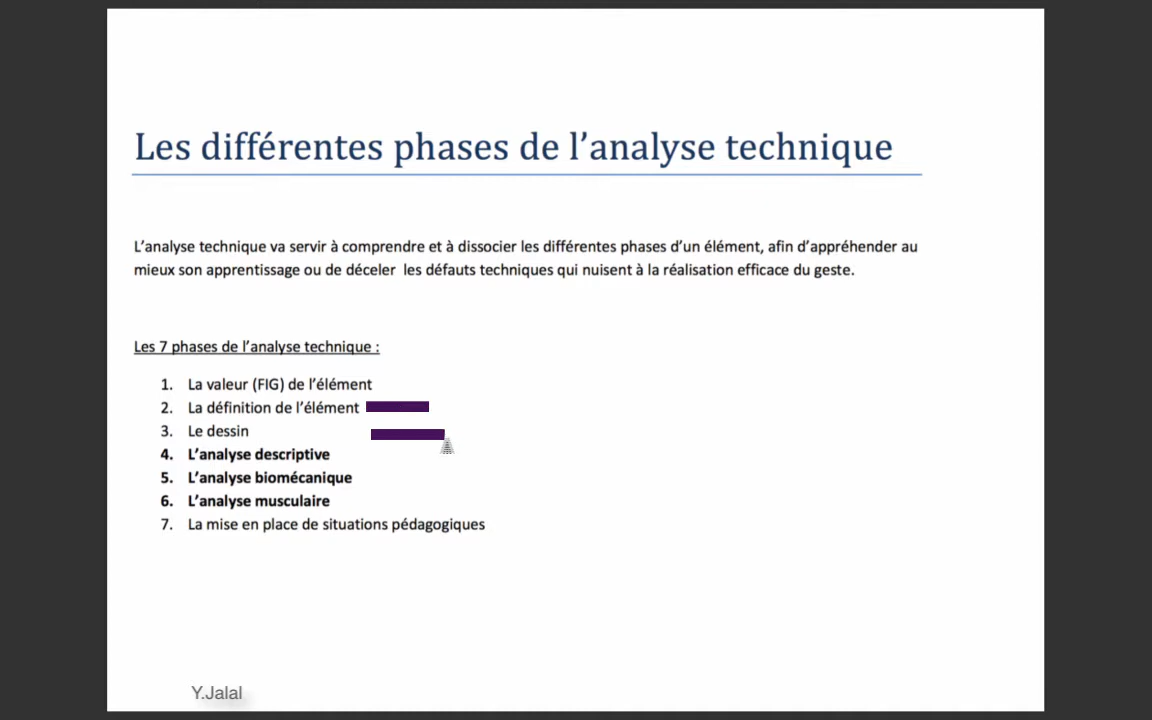 Les différentes phases de l’analyse technique
L’analyse technique va servir à comprendre et à dissocier les différentes phases d’un élément, afin d’appréhender au
mieux son apprentissage ou de déceler les défauts techniques qui nuisent à la réalisation efficace du geste.
Les 7 phases de l’analyse technique :
1. La valeur (FIG) de l’élément
2. La définition de l’élément
3. Le dessin
4. L’analyse descriptive
5. L’analyse biomécanique
6. L’analyse musculaire
7. La mise en place de situations pédagogiques
Y.Jalal